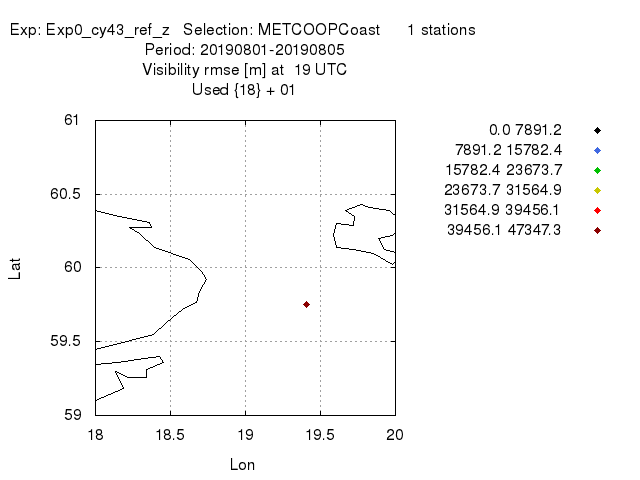 Exp: Exp0_cy43_ref_z   Selection: METCOOPCoast      1 stations
Period: 20190801-20190805
Visibility rmse [m] at  19 UTC
Used {18} + 01
0.0 7891.2
7891.2 15782.4
15782.4 23673.7
23673.7 31564.9
31564.9 39456.1
39456.1 47347.3
61
60.5
60
59.5
59
Lat
18 18.5 19 19.5 20
Lon